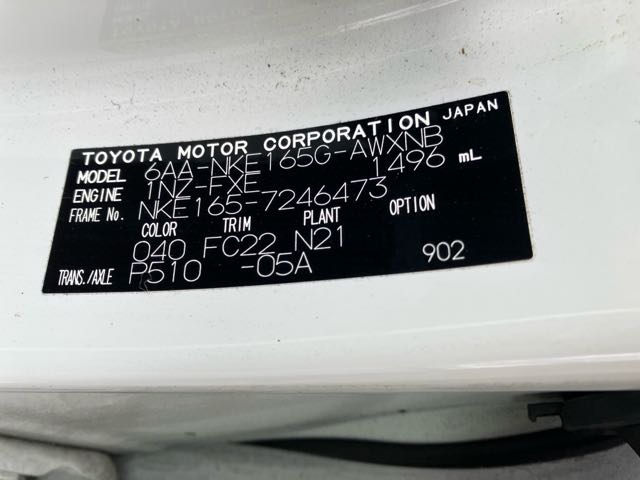 TOYOTA MOTOR CORPORATION JAPAN
MODEL 6AA-NKE165G-AWXNB
ENGINE 1NZ-FXE 1496 mL
FRAME No. NKE165-7246473
COLOR TRIM PLANT OPTION
040 FC22 N21
TRANS./AXLE P510 -05A 902